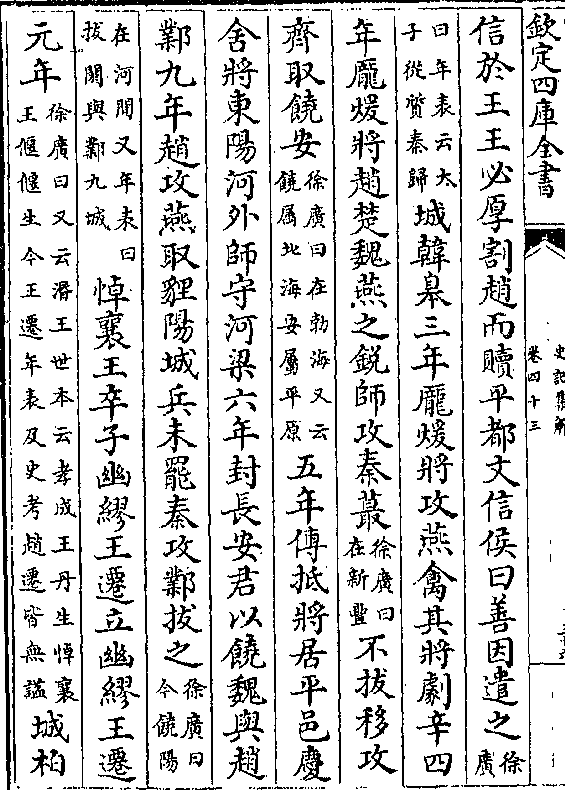 欽定四庫全書
史記集解
卷四十三
信於王王必厚割趙而贖平都文信侯曰善因遣之徐廣
曰年表云太子從質秦歸城韓臯三年龐煖將攻燕禽其將劇辛四
年龐煖將趙楚魏燕之銳師攻秦蕞徐廣曰在新豐不拔移攻
齊取饒安徐廣曰在勃海又云饒屬北海安屬平原五年傅抵將居平邑慶
舍將東陽河外師守河梁六年封長安君以饒魏與趙
鄴九年趙攻燕取貍陽城兵未罷秦攻鄴拔之徐廣曰今饒陽
在河間又年表曰拔閼與鄴九城悼襄王卒子幽繆王遷立幽繆王遷
元年徐廣曰又云湣王世本云孝成王丹生悼襄王偃偃生今王遷年表及史考趙遷皆無諡城柏